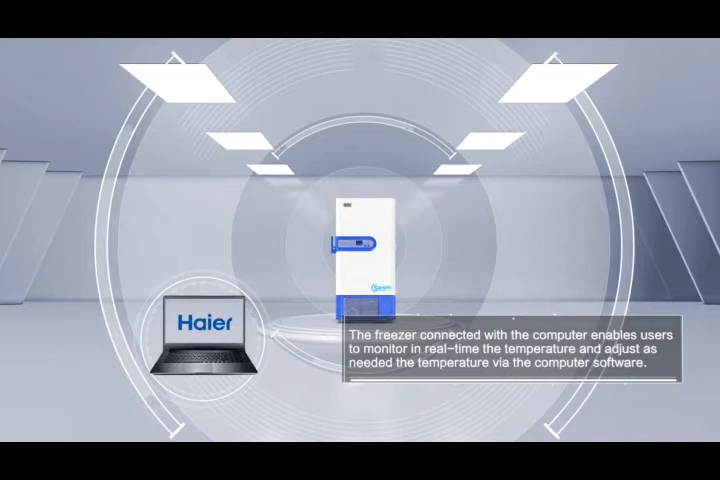 Haier
The freezer connected with the computer enables users
to monitor in real-time the temperature and adjust as
needed the temperature via the computer software.